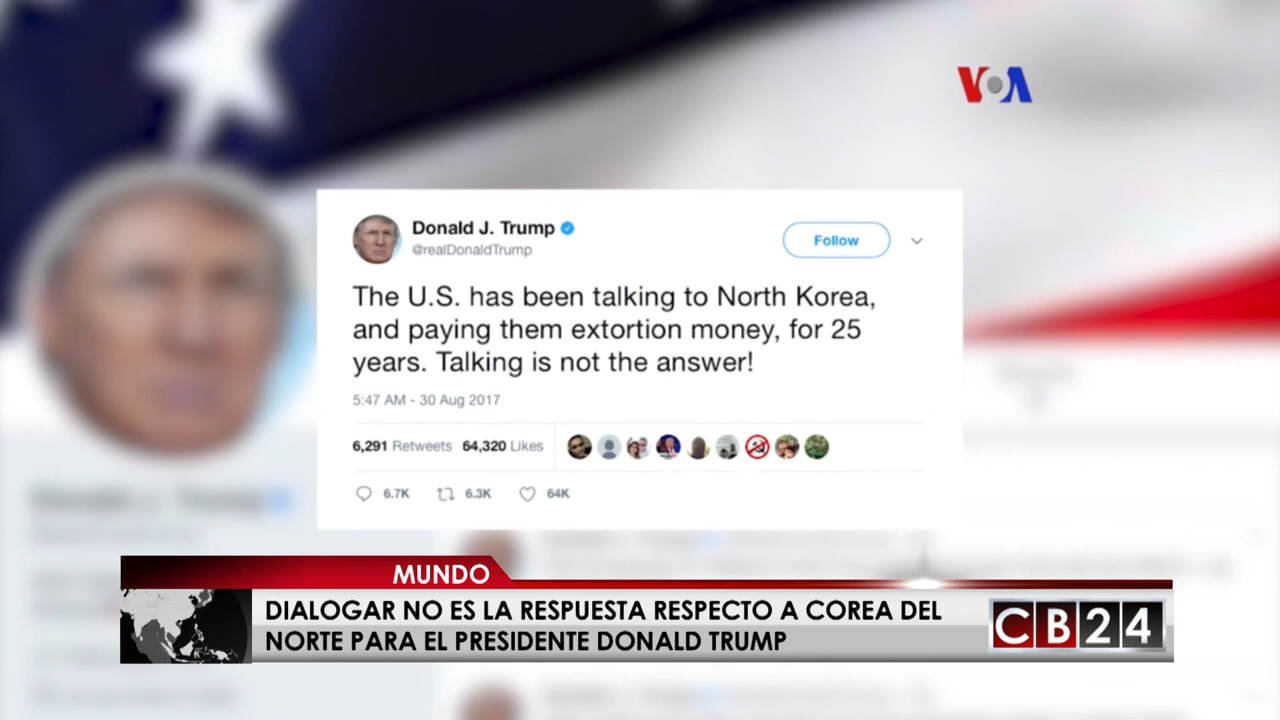 VOA
Donald J. Trump
@realDonaldTrump
Follow
The U.S. has been talking to North Korea,
and paying them extortion money, for 25
years. Talking is not the answer!
5:47 AM - 30 Aug 2017
6,291 Retweets 64,320 Likes
6.7K 6.3K 64K
MUNDO
DIALOGAR NO ES LA RESPUESTA RESPECTO A COREA DEL
NORTE PARA EL PRESIDENTE DONALD TRUMP
CB24